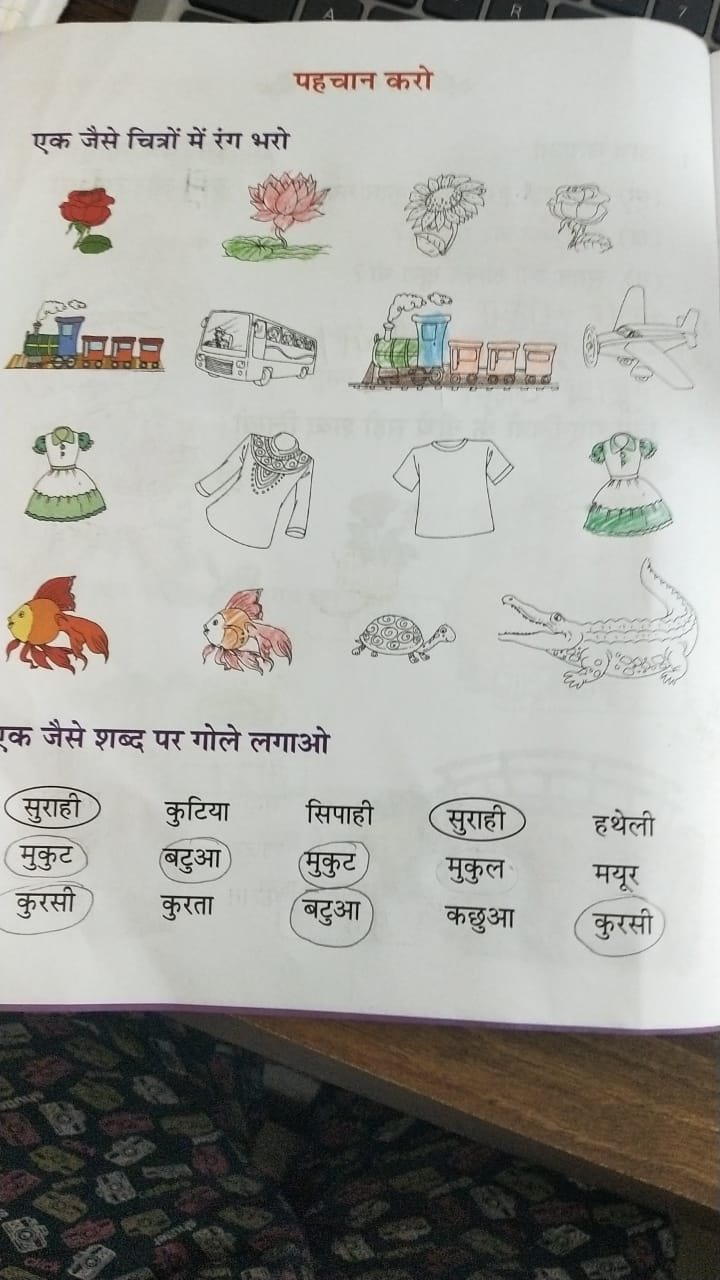 पहचान करो
एक जैसे चित्रों में रंग भरो
एक जैसे शब्द पर गोले लगाओ
सुराही कुटिया सिपाही सुराही हथेली
मुकुट बटुआ मुकुट मुकुल मयूर
कुरसी कुरता बटुआ कछुआ कुरसी